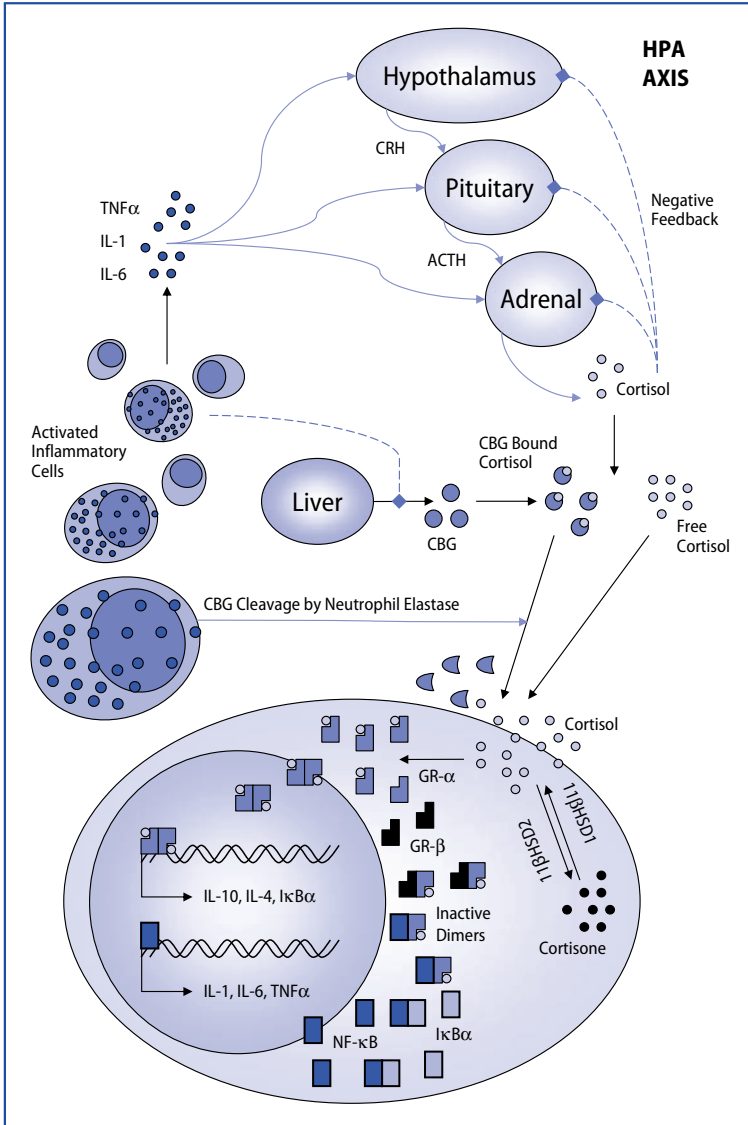 HPA
AXIS
Hypothalamus
CRH
Pituitary
Negative
Feedback
ACTH
Adrenal
TNFα
IL-1
IL-6
Cortisol
Activated
Inflammatory
Cells
CBG Bound
Cortisol
Liver
CBG
Free
Cortisol
CBG Cleavage by Neutrophil Elastase
Cortisol
GR-α
11βHSD1
11βHSD2
GR-β
IL-10, IL-4, IκBα
Inactive
Dimers
Cortisone
IL-1, IL-6, TNFα
NF-κB
IκBα